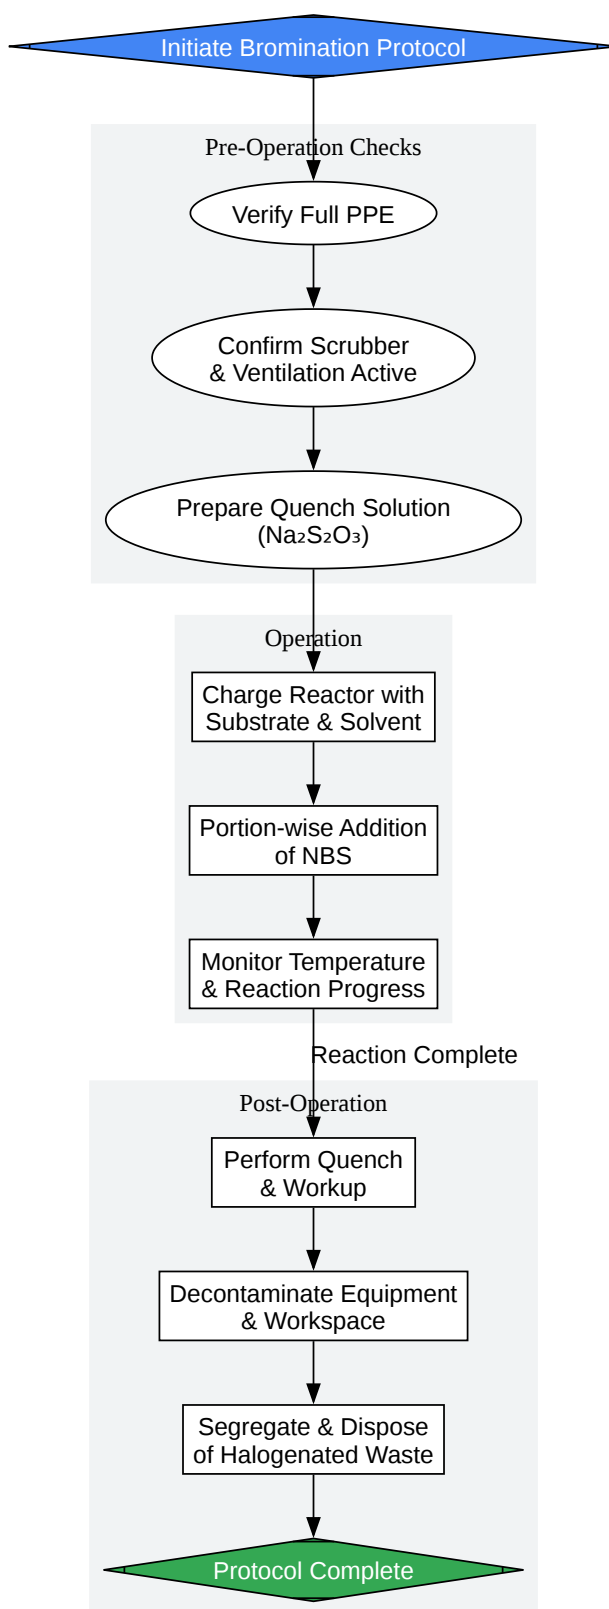 Initiate Bromination Protocol
Pre-Operation Checks
Verify Full PPE
Confirm Scrubber
& Ventilation Active
Prepare Quench Solution
(Na₂S₂O₃)
Operation
Charge Reactor with
Substrate & Solvent
Portion-wise Addition
of NBS
Monitor Temperature
& Reaction Progress
Reaction Complete
Post-Operation
Perform Quench
& Workup
Decontaminate Equipment
& Workspace
Segregate & Dispose
of Halogenated Waste
Protocol Complete